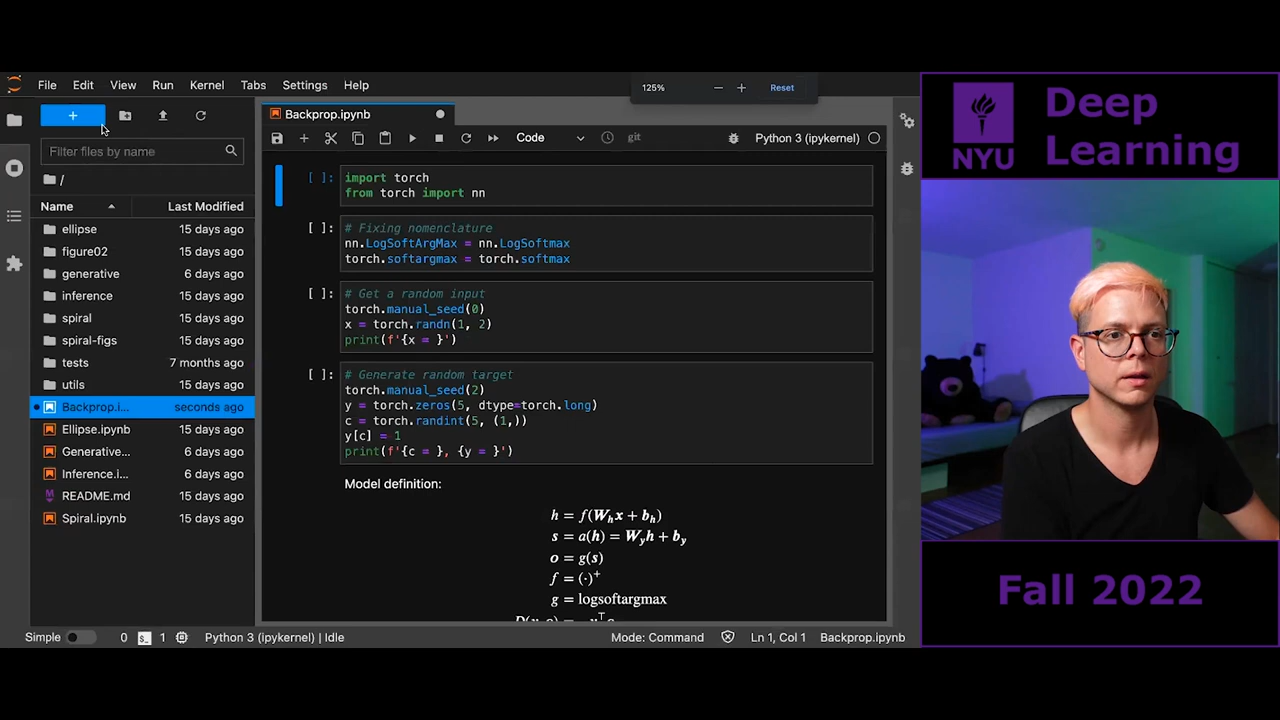 File Edit View Run Kernel Tabs Settings Help
125% − + Reset
NYU
Deep
Learning
+
Backprop.ipynb
+ Code git Python 3 (ipykernel)
Filter files by name
/
Name Last Modified
ellipse 15 days ago
figure02 15 days ago
generative 6 days ago
inference 15 days ago
spiral 15 days ago
spiral-figs 15 days ago
tests 7 months ago
utils 15 days ago
Backprop.i... seconds ago
Ellipse.ipynb 15 days ago
Generative... 6 days ago
Inference.i... 6 days ago
README.md 15 days ago
Spiral.ipynb 15 days ago
[ ]: import torch
from torch import nn
[ ]: # Fixing nomenclature
nn.LogSoftArgMax = nn.LogSoftmax
torch.softargmax = torch.softmax
[ ]: # Get a random input
torch.manual_seed(0)
x = torch.randn(1, 2)
print(f'{x = }')
[ ]: # Generate random target
torch.manual_seed(2)
y = torch.zeros(5, dtype=torch.long)
c = torch.randint(5, (1,))
y[c] = 1
print(f'{c = }, {y = }')
Model definition:
h = f(W_h x + b_h)
s = a(h) = W_y h + b_y
o = g(s)
f = (·)⁺
g = logsoftargmax
Simple 0 1 Python 3 (ipykernel) | Idle Mode: Command Ln 1, Col 1 Backprop.ipynb
Fall 2022